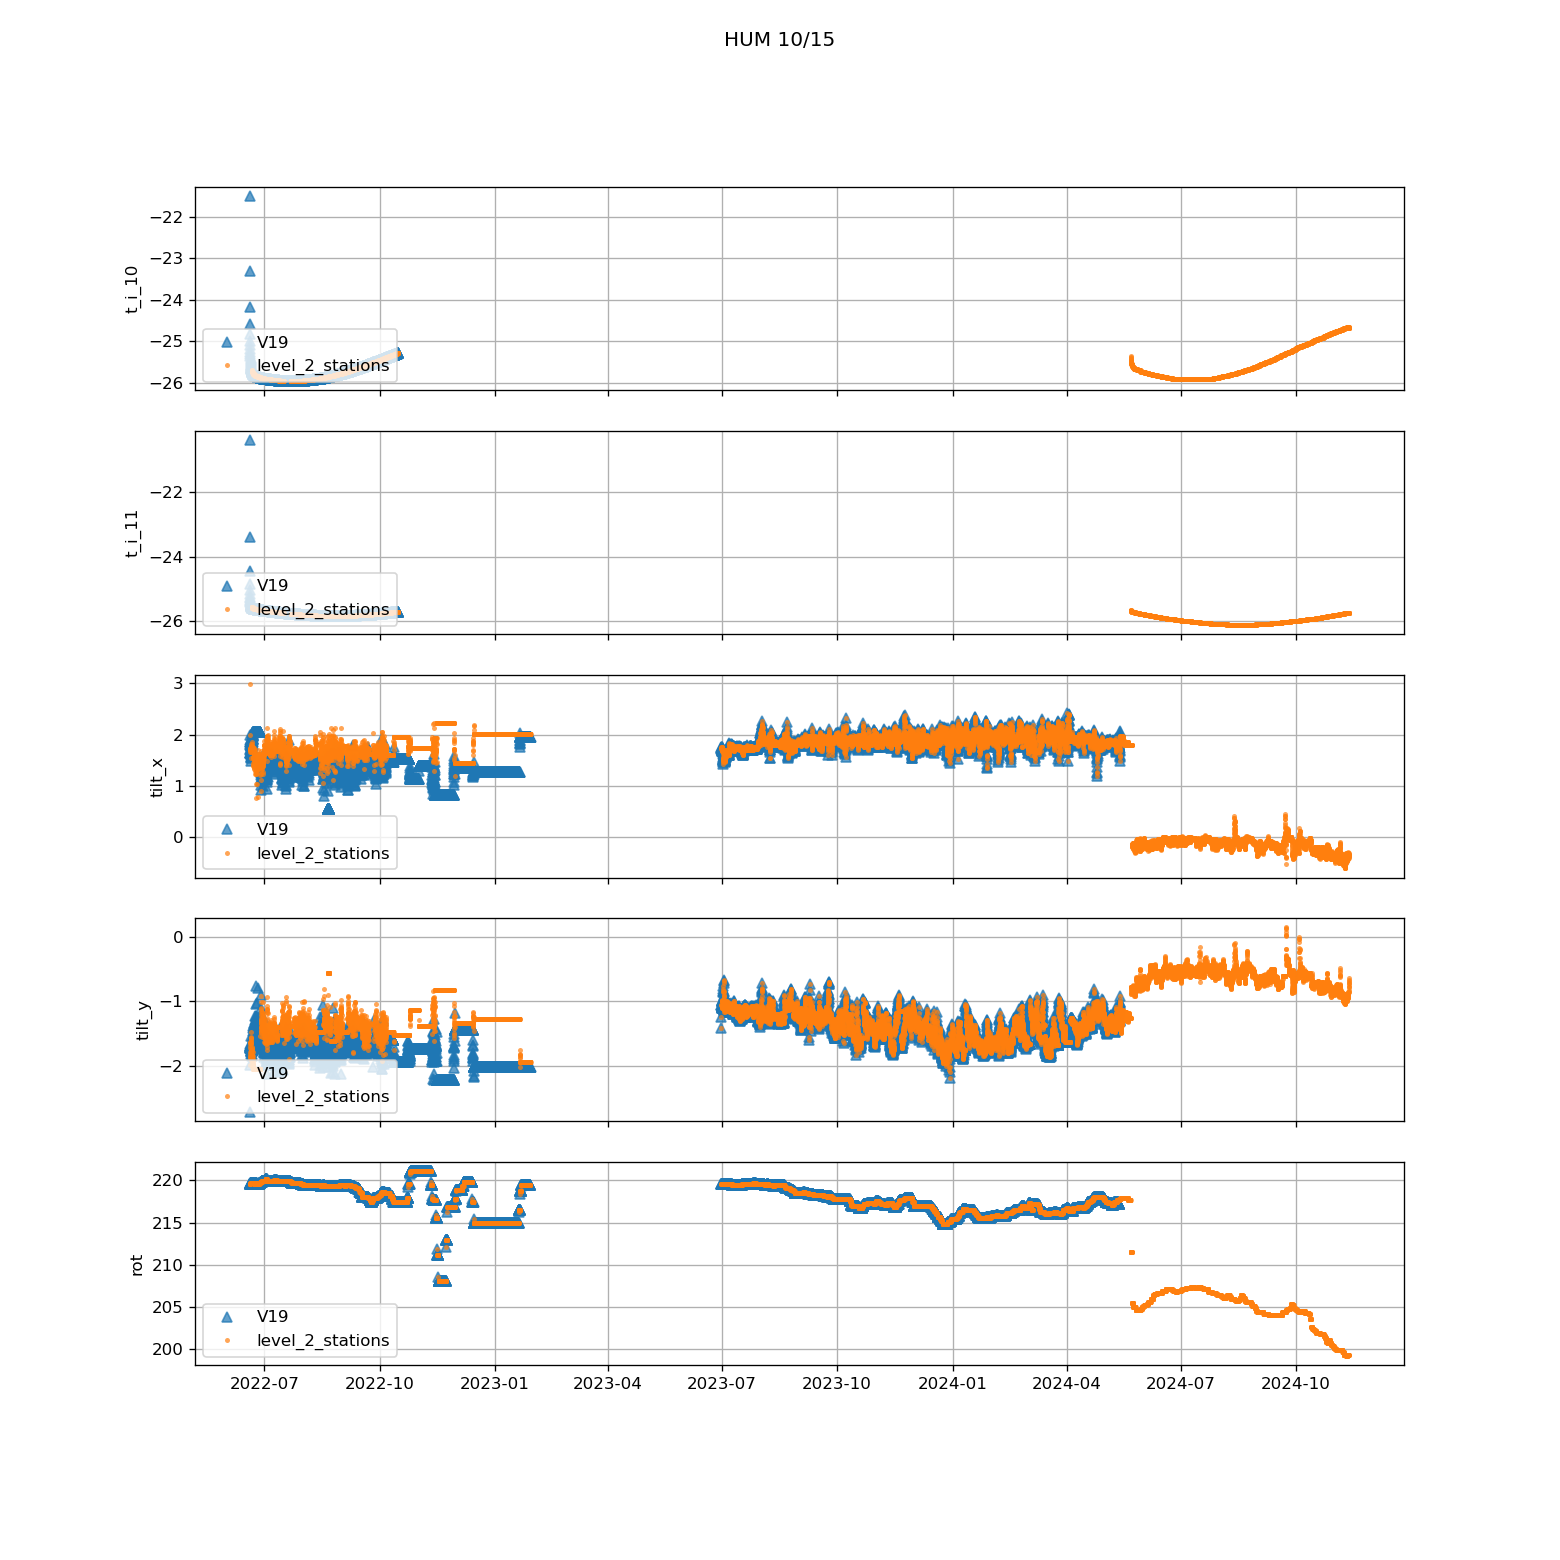 HUM 10/15
t_i_10
−22
−23
−24
−25
−26
V19
level_2_stations
t_i_11
−22
−24
−26
V19
level_2_stations
tilt_x
3
2
1
0
V19
level_2_stations
tilt_y
0
−1
−2
V19
level_2_stations
rot
220
215
210
205
200
V19
level_2_stations
2022-07 2022-10 2023-01 2023-04 2023-07 2023-10 2024-01 2024-04 2024-07 2024-10